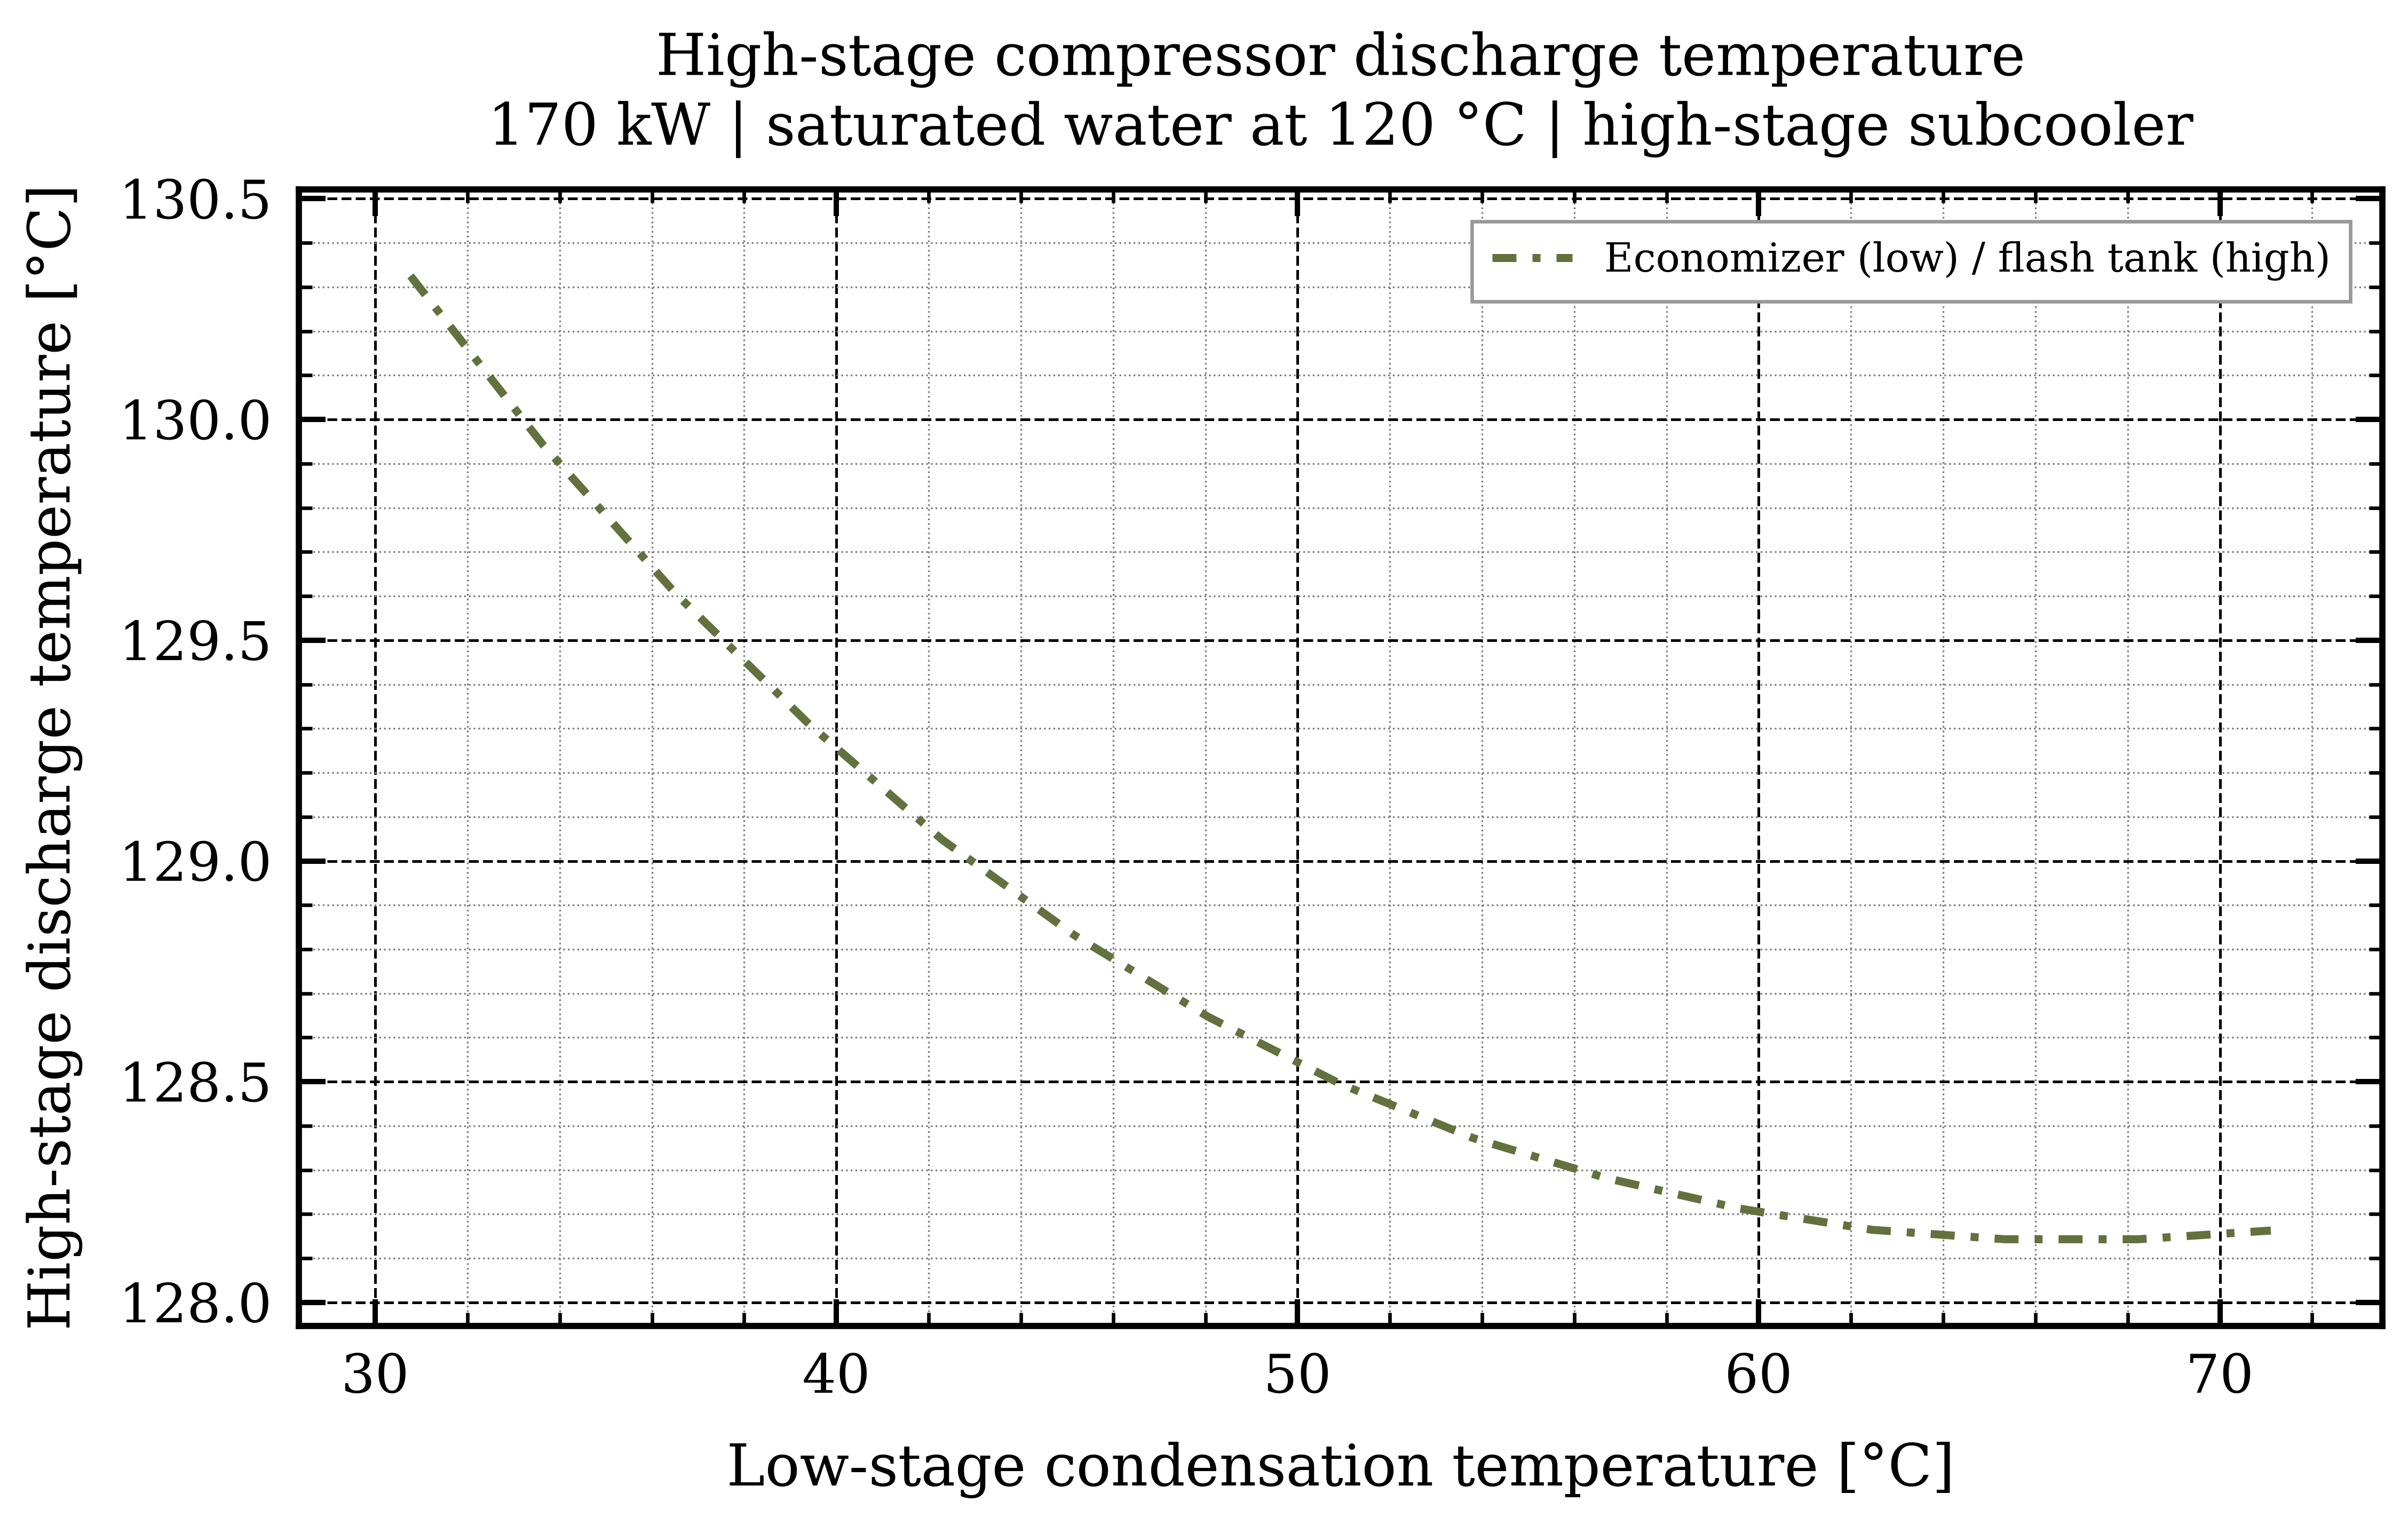 High-stage compressor discharge temperature
170 kW | saturated water at 120 °C | high-stage subcooler
High-stage discharge temperature [°C]
130.5
130.0
129.5
129.0
128.5
128.0
Economizer (low) / flash tank (high)
30 40 50 60 70
Low-stage condensation temperature [°C]